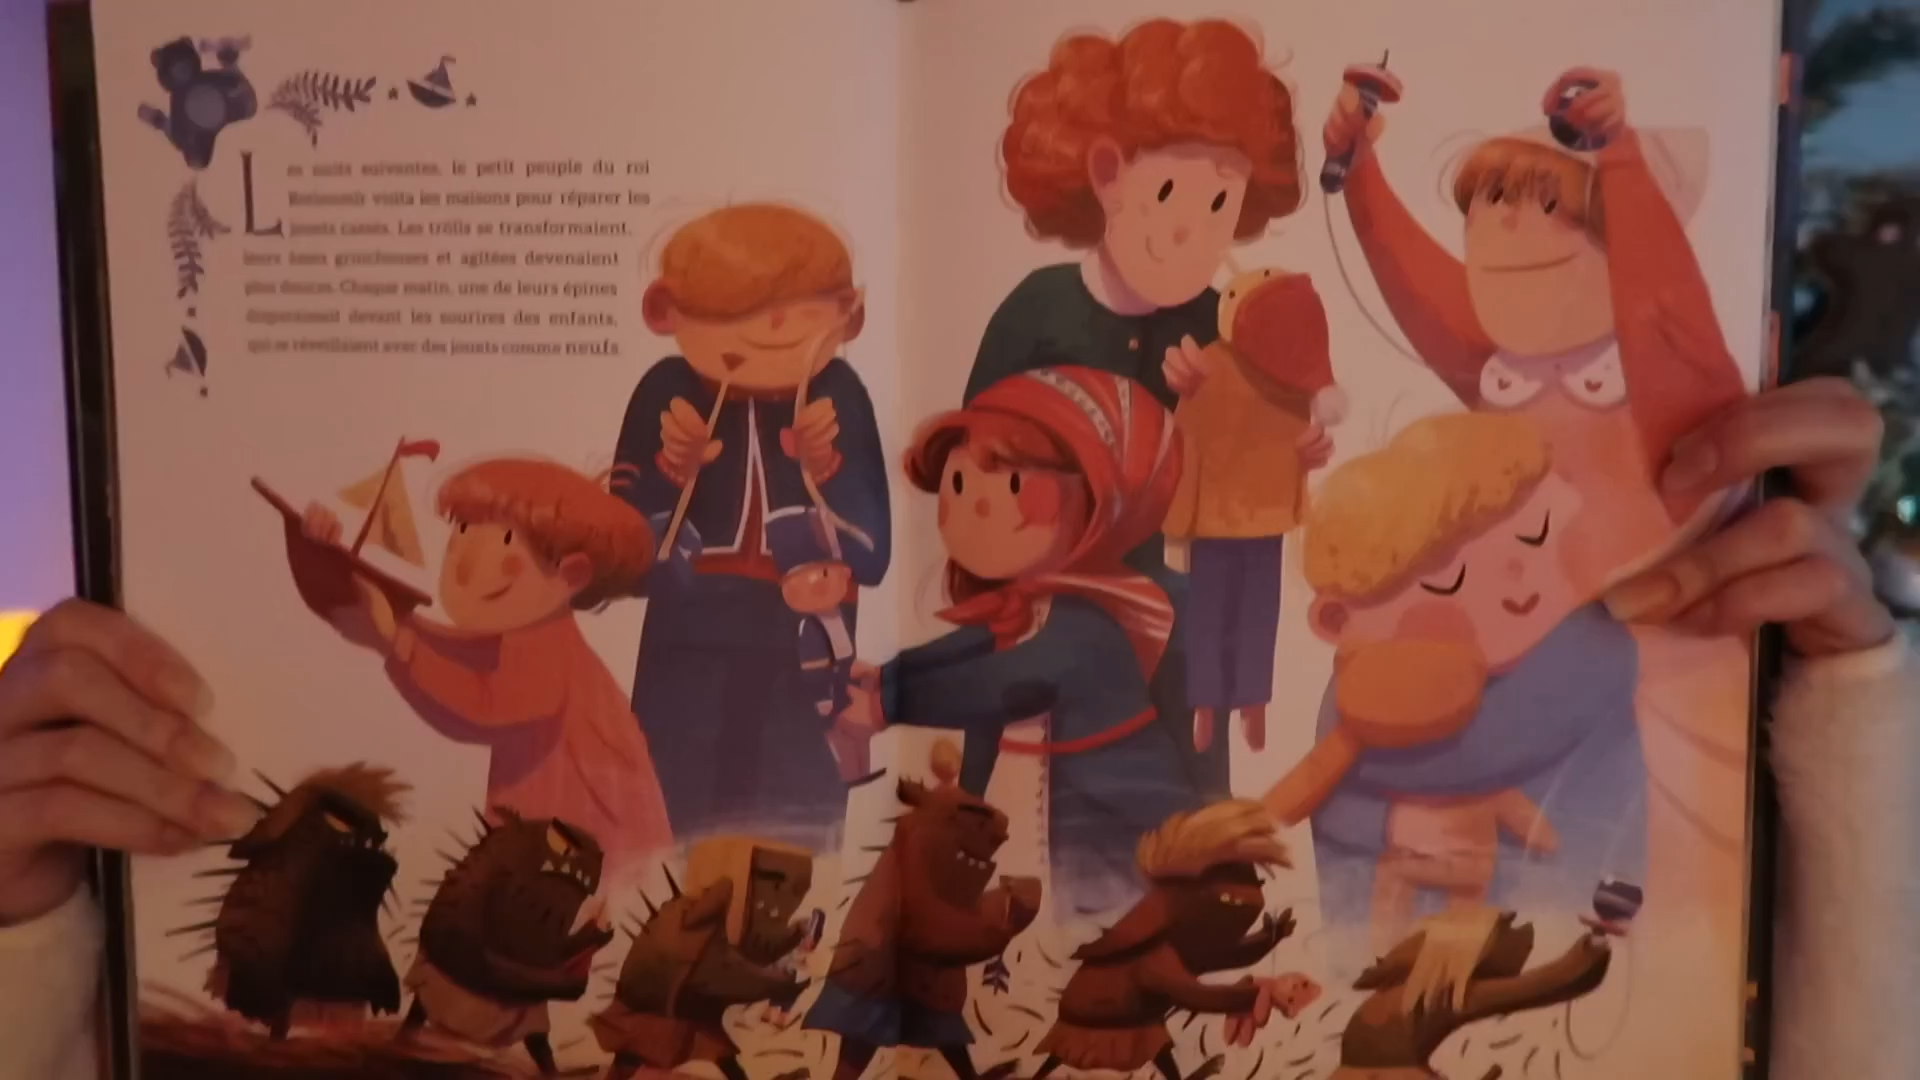 Les nuits suivantes, le petit peuple du roi
visita les maisons pour réparer les
jouets cassés. Les trölls se transformaient,
leurs âmes grincheuses et agitées devenaient
plus douces. Chaque matin, une de leurs épines
disparaissait devant les sourires des enfants,
qui se réveillaient avec des jouets comme neufs.